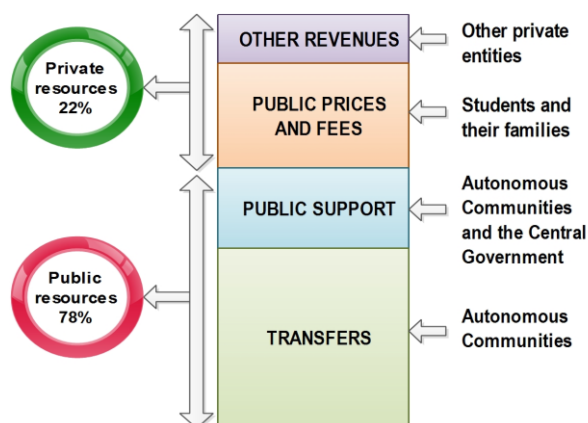 Private
resources
22%
Public
resources
78%
OTHER REVENUES
PUBLIC PRICES
AND FEES
PUBLIC SUPPORT
TRANSFERS
Other private
entities
Students and
their families
Autonomous
Communities
and the Central
Government
Autonomous
Communities